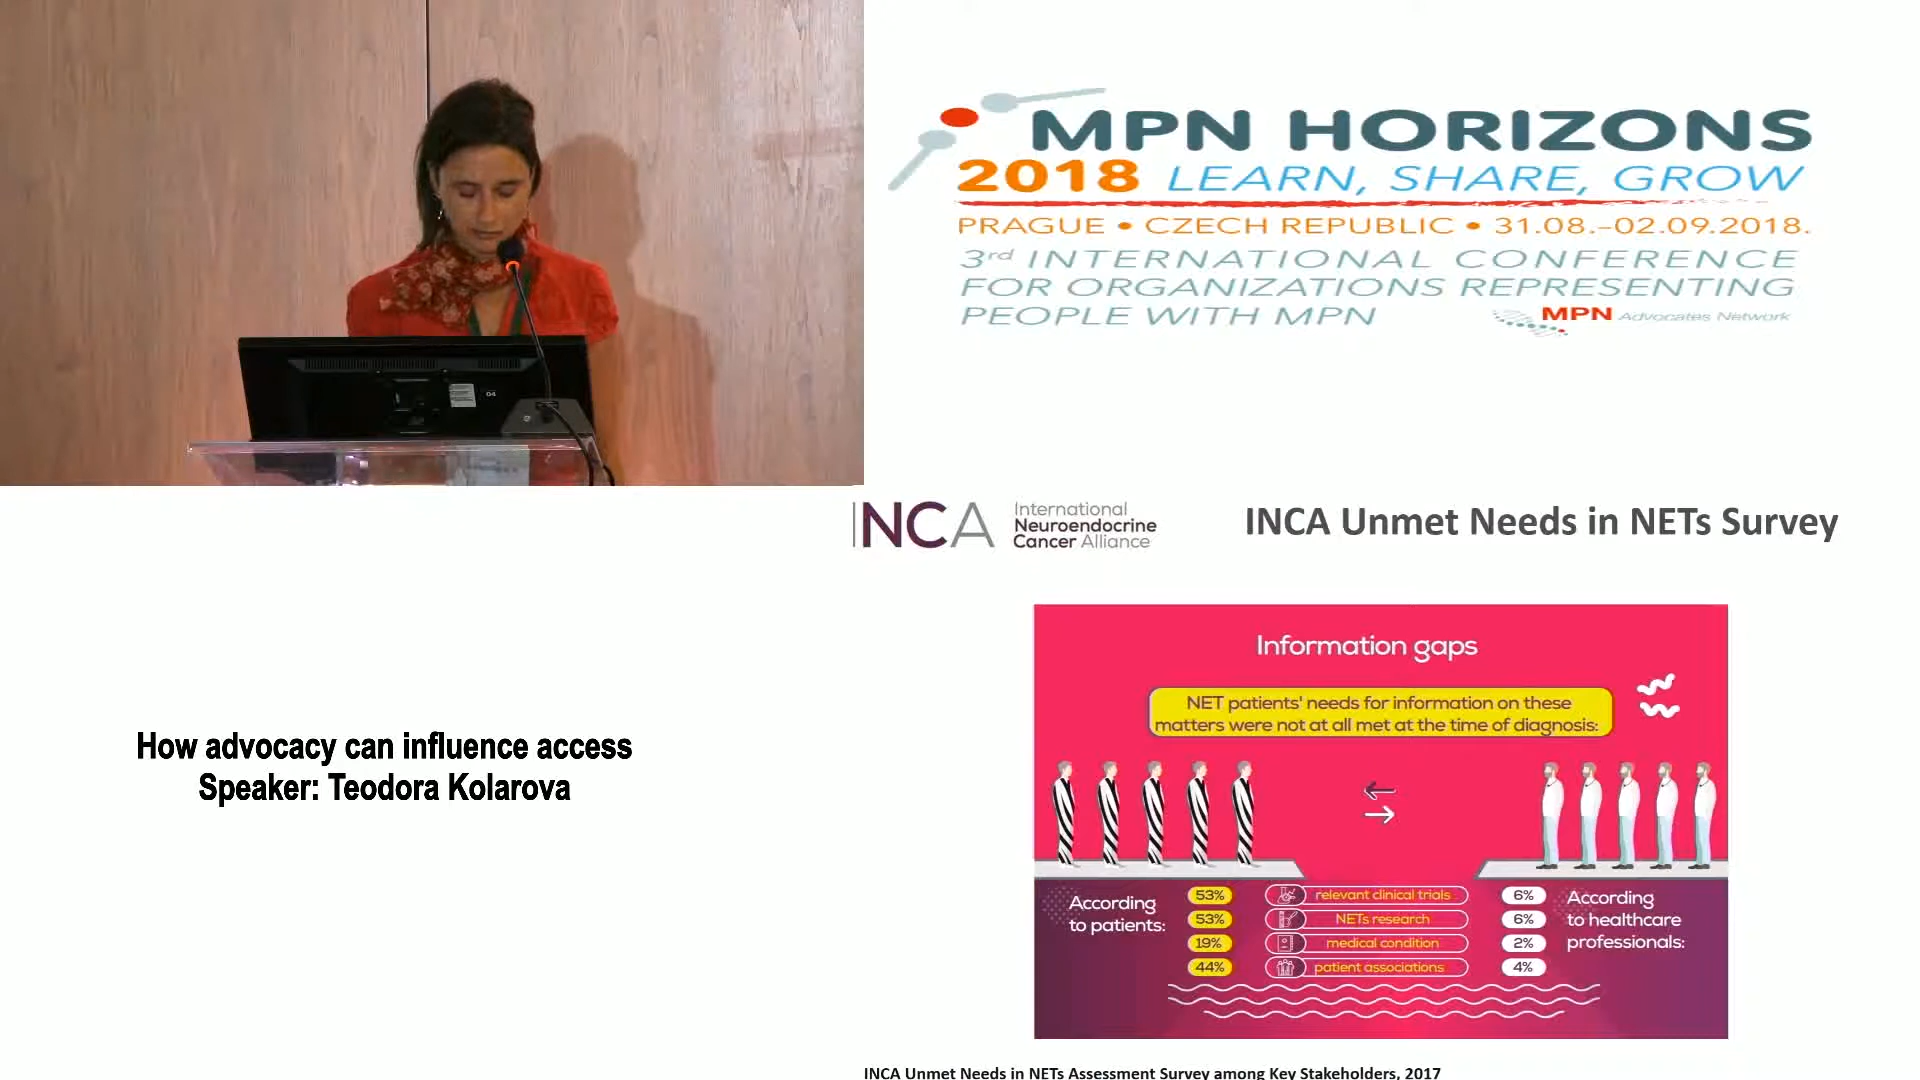 MPN HORIZONS
2018 LEARN, SHARE, GROW
PRAGUE • CZECH REPUBLIC • 31.08.–02.09.2018.
3rd INTERNATIONAL CONFERENCE
FOR ORGANIZATIONS REPRESENTING
PEOPLE WITH MPN
MPN Advocates Network
04
INCA International
Neuroendocrine
Cancer Alliance
INCA Unmet Needs in NETs Survey
Information gaps
NET patients' needs for information on these
matters were not at all met at the time of diagnosis:
How advocacy can influence access
Speaker: Teodora Kolarova
According
to patients:
53% relevant clinical trials 6%
53% NETs research 6%
19% medical condition 2%
44% patient associations 4%
According
to healthcare
professionals:
INCA Unmet Needs in NETs Assessment Survey among Key Stakeholders, 2017